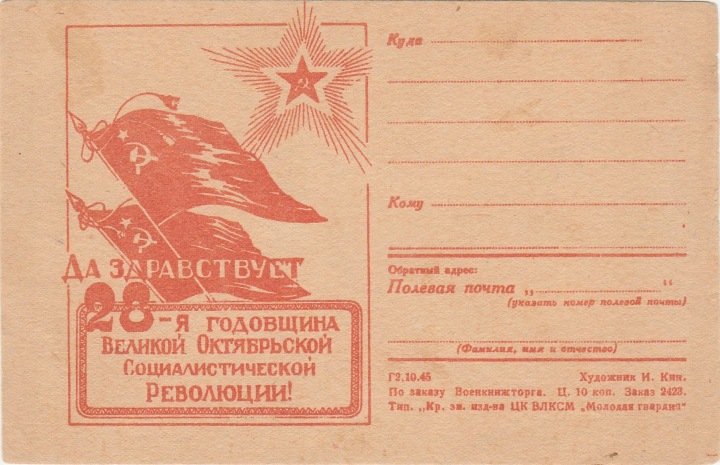 Да здравствует
28-я годовщина
Великой Октябрьской
Социалистической
Революции!
Куда
Кому
Обратный адрес:
Полевая почта „ “
(указать номер полевой почты)
(Фамилия, имя и отчество)
Г2.10.45 Художник И. Кин.
По заказу Военкнижторга. Ц. 10 коп. Заказ 2423.
Тип. „Кр. зн. изд-ва ЦК ВЛКСМ „Молодая гвардия“